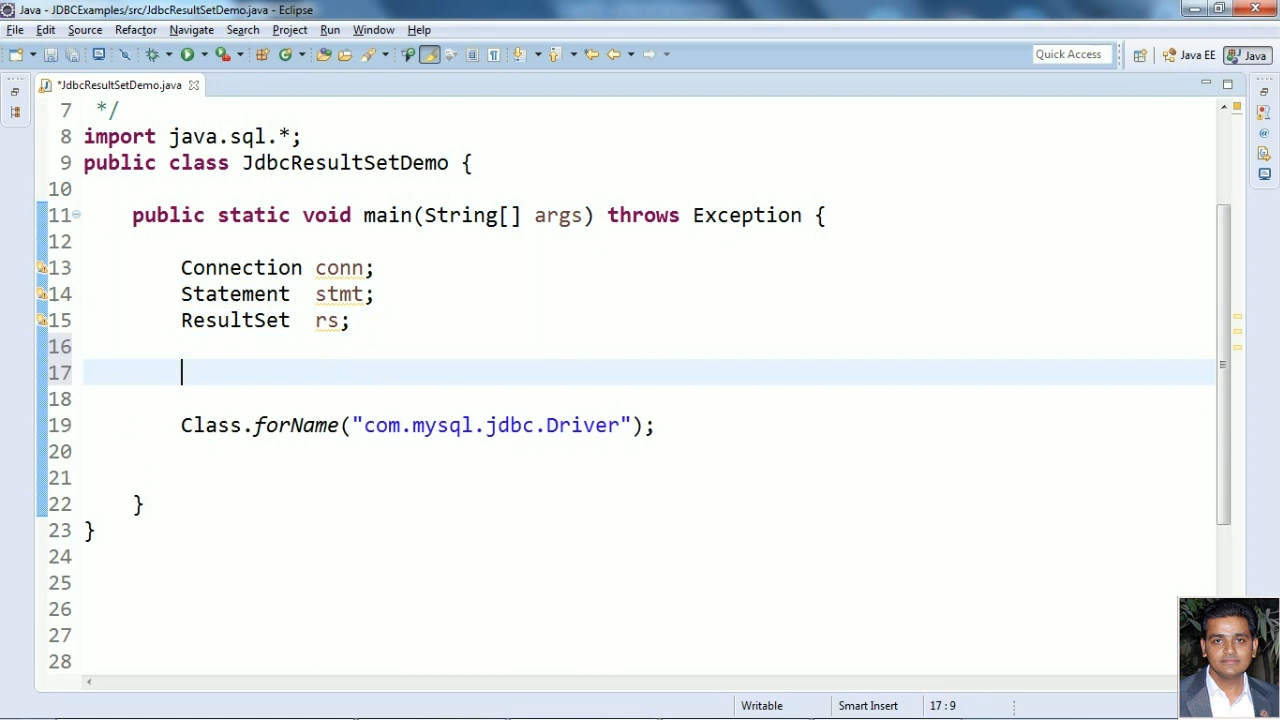 Java - JDBCExamples/src/JdbcResultSetDemo.java - Eclipse
File Edit Source Refactor Navigate Search Project Run Window Help
Quick Access Java EE Java
*JdbcResultSetDemo.java
7 */
8 import java.sql.*;
9 public class JdbcResultSetDemo {
10
11 public static void main(String[] args) throws Exception {
12
13 Connection conn;
14 Statement stmt;
15 ResultSet rs;
16
17
18
19 Class.forName("com.mysql.jdbc.Driver");
20
21
22 }
23 }
24
25
26
27
28
Writable Smart Insert 17 : 9